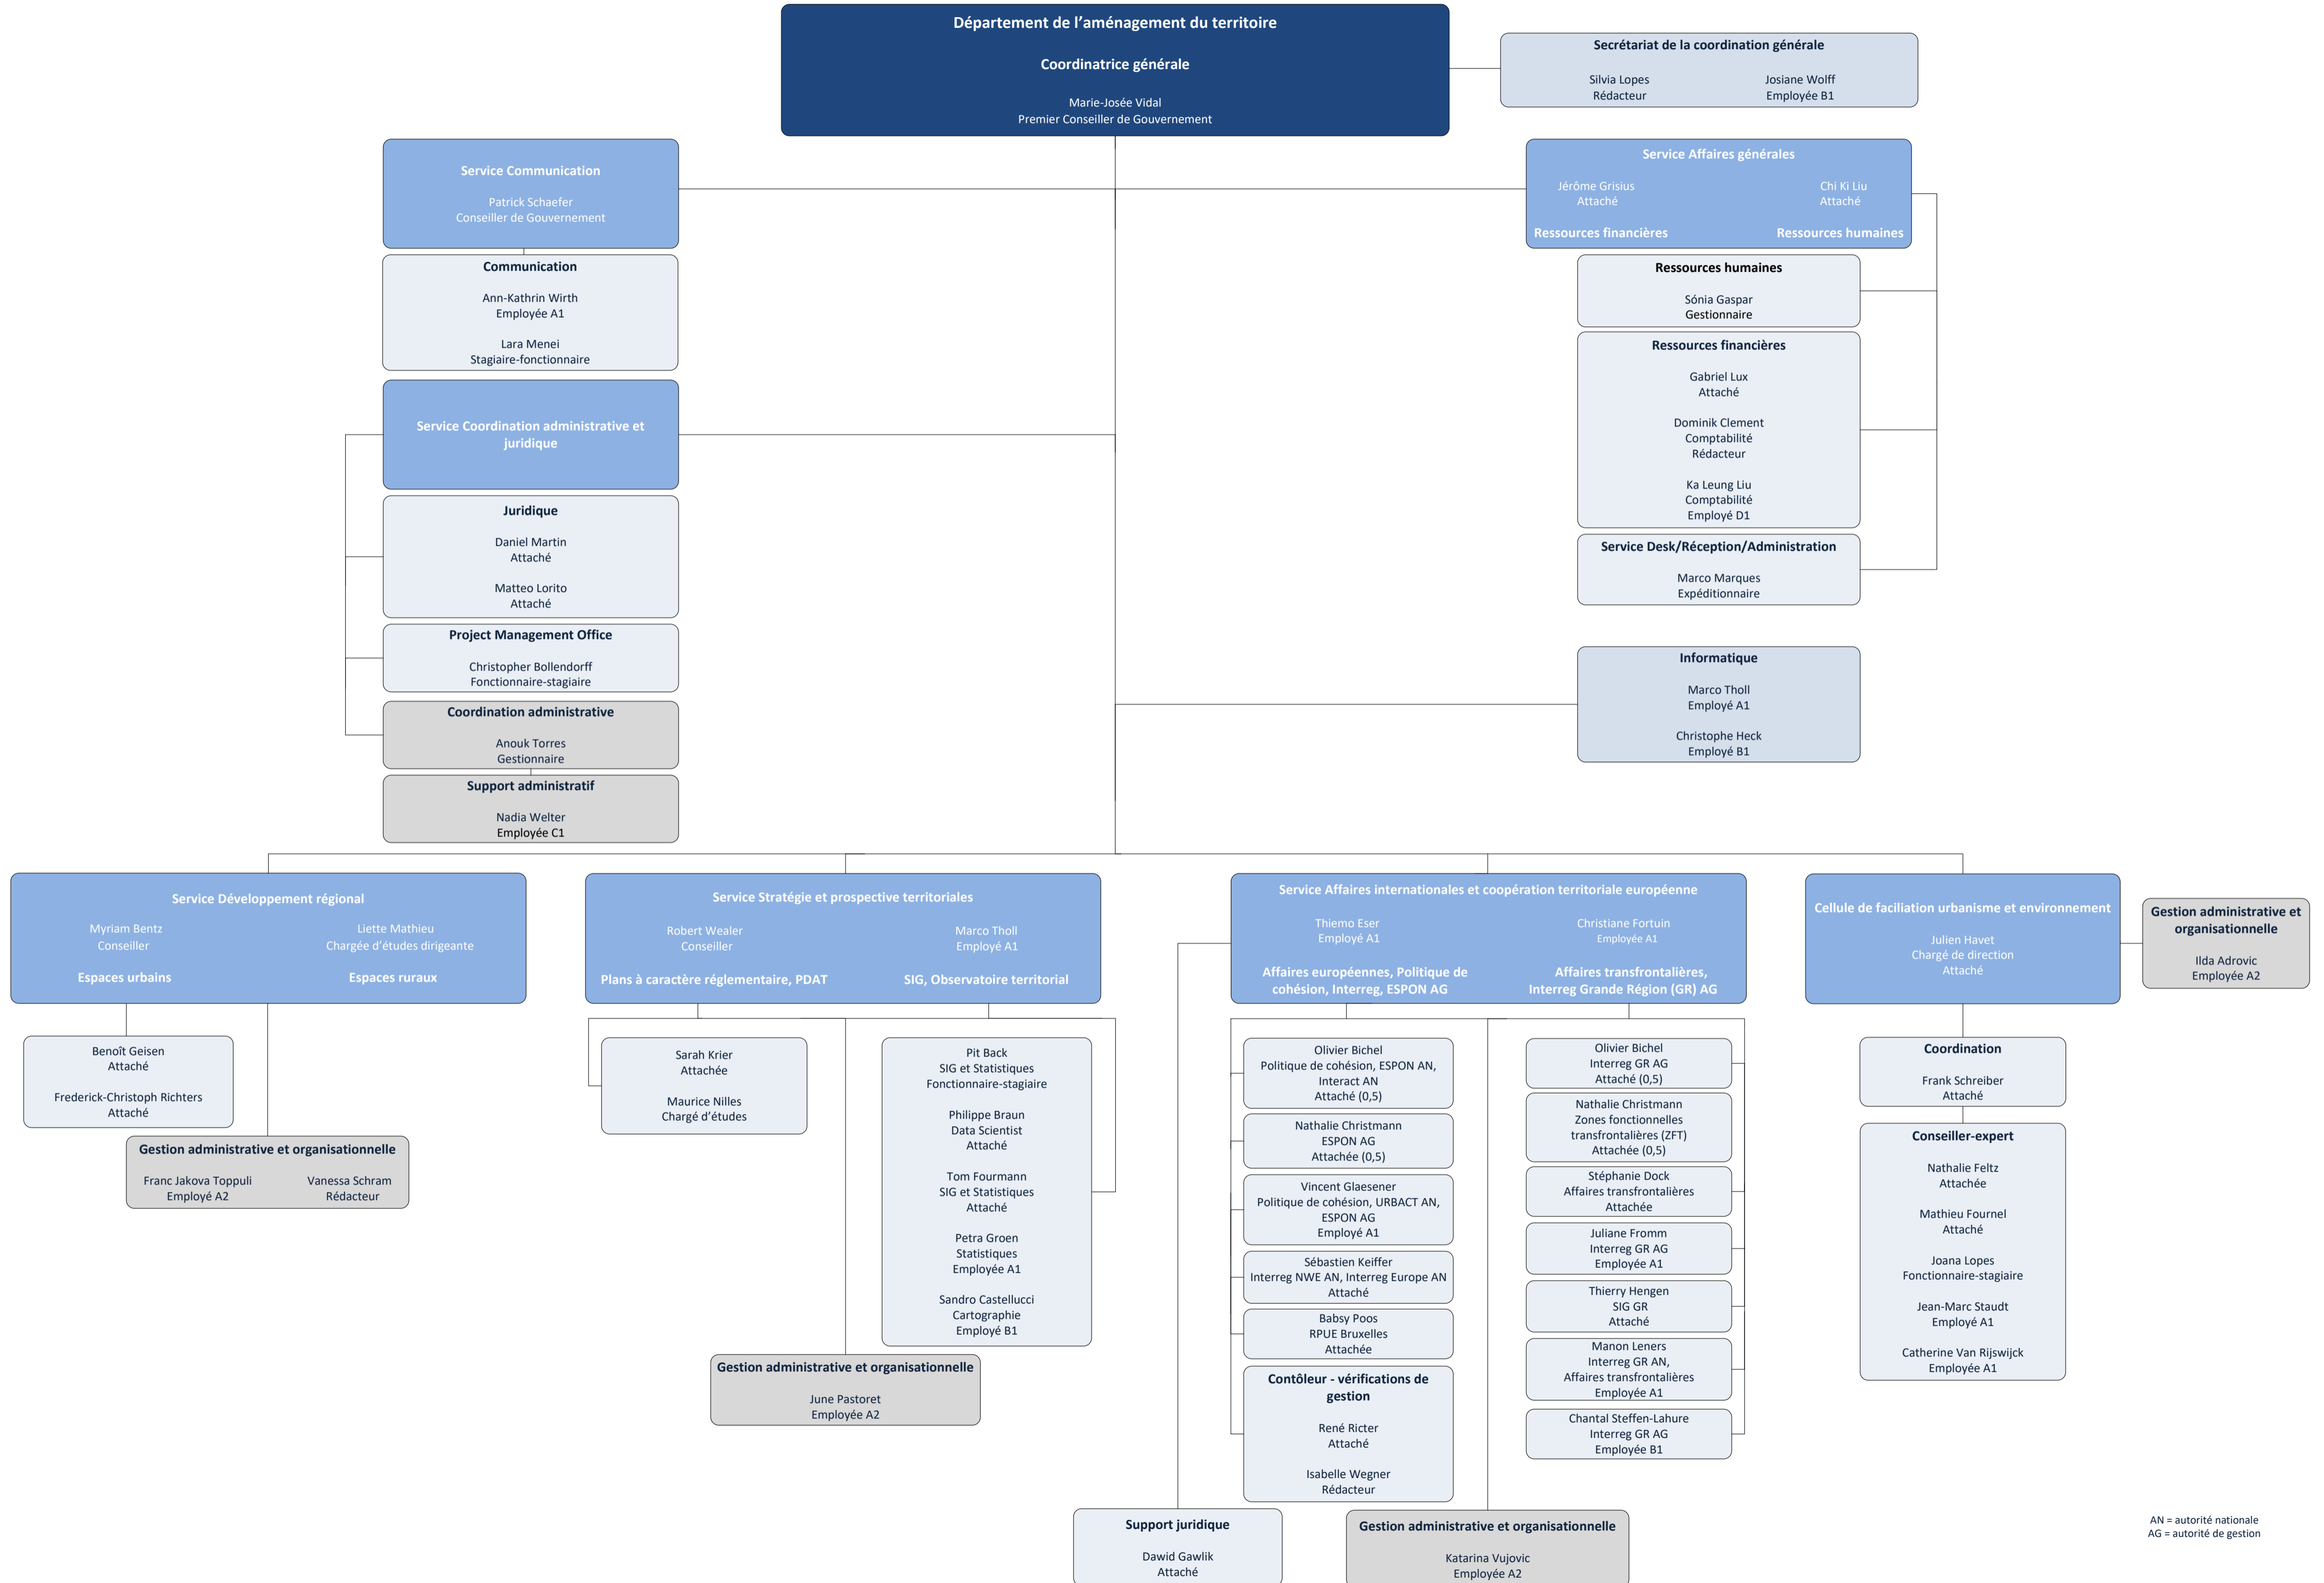 Département de l’aménagement du territoire
Coordinatrice générale
Marie-Josée Vidal
Premier Conseiller de Gouvernement
Secrétariat de la coordination générale
Silvia Lopes
Rédacteur
Josiane Wolff
Employée B1
Service Communication
Patrick Schaefer
Conseiller de Gouvernement
Communication
Ann-Kathrin Wirth
Employée A1
Lara Menei
Stagiaire-fonctionnaire
Service Affaires générales
Jérôme Grisius
Attaché
Ressources financières
Chi Ki Liu
Attaché
Ressources humaines
Ressources humaines
Sónia Gaspar
Gestionnaire
Ressources financières
Gabriel Lux
Attaché
Dominik Clement
Comptabilité
Rédacteur
Ka Leung Liu
Comptabilité
Employé D1
Service Desk/Réception/Administration
Marco Marques
Expéditionnaire
Service Coordination administrative et
juridique
Juridique
Daniel Martin
Attaché
Matteo Lorito
Attaché
Project Management Office
Christopher Bollendorff
Fonctionnaire-stagiaire
Coordination administrative
Anouk Torres
Gestionnaire
Support administratif
Nadia Welter
Employée C1
Informatique
Marco Tholl
Employé A1
Christophe Heck
Employé B1
Service Développement régional
Myriam Bentz
Conseiller
Espaces urbains
Liette Mathieu
Chargée d’études dirigeante
Espaces ruraux
Benoît Geisen
Attaché
Frederick-Christoph Richters
Attaché
Gestion administrative et organisationnelle
Franc Jakova Toppuli
Employé A2
Vanessa Schram
Rédacteur
Service Stratégie et prospective territoriales
Robert Wealer
Conseiller
Plans à caractère réglementaire, PDAT
Marco Tholl
Employé A1
SIG, Observatoire territorial
Sarah Krier
Attachée
Maurice Nilles
Chargé d’études
Pit Back
SIG et Statistiques
Fonctionnaire-stagiaire
Philippe Braun
Data Scientist
Attaché
Tom Fourmann
SIG et Statistiques
Attaché
Petra Groen
Statistiques
Employée A1
Sandro Castellucci
Cartographie
Employé B1
Gestion administrative et organisationnelle
June Pastoret
Employée A2
Service Affaires internationales et coopération territoriale européenne
Thiemo Eser
Employé A1
Affaires européennes, Politique de
cohésion, Interreg, ESPON AG
Christiane Fortuin
Employée A1
Affaires transfrontalières,
Interreg Grande Région (GR) AG
Olivier Bichel
Politique de cohésion, ESPON AN,
Interact AN
Attaché (0,5)
Nathalie Christmann
ESPON AG
Attachée (0,5)
Vincent Glaesener
Politique de cohésion, URBACT AN,
ESPON AG
Employé A1
Sébastien Keiffer
Interreg NWE AN, Interreg Europe AN
Attaché
Babsy Poos
RPUE Bruxelles
Attachée
Contôleur - vérifications de
gestion
René Ricter
Attaché
Isabelle Wegner
Rédacteur
Olivier Bichel
Interreg GR AG
Attaché (0,5)
Nathalie Christmann
Zones fonctionnelles
transfrontalières (ZFT)
Attachée (0,5)
Stéphanie Dock
Affaires transfrontalières
Attachée
Juliane Fromm
Interreg GR AG
Employée A1
Thierry Hengen
SIG GR
Attaché
Manon Leners
Interreg GR AN,
Affaires transfrontalières
Employée A1
Chantal Steffen-Lahure
Interreg GR AG
Employée B1
Support juridique
Dawid Gawlik
Attaché
Gestion administrative et organisationnelle
Katarina Vujovic
Employée A2
Cellule de faciliation urbanisme et environnement
Julien Havet
Chargé de direction
Attaché
Gestion administrative et
organisationnelle
Ilda Adrovic
Employée A2
Coordination
Frank Schreiber
Attaché
Conseiller-expert
Nathalie Feltz
Attachée
Mathieu Fournel
Attaché
Joana Lopes
Fonctionnaire-stagiaire
Jean-Marc Staudt
Employé A1
Catherine Van Rijswijck
Employée A1
AN = autorité nationale
AG = autorité de gestion